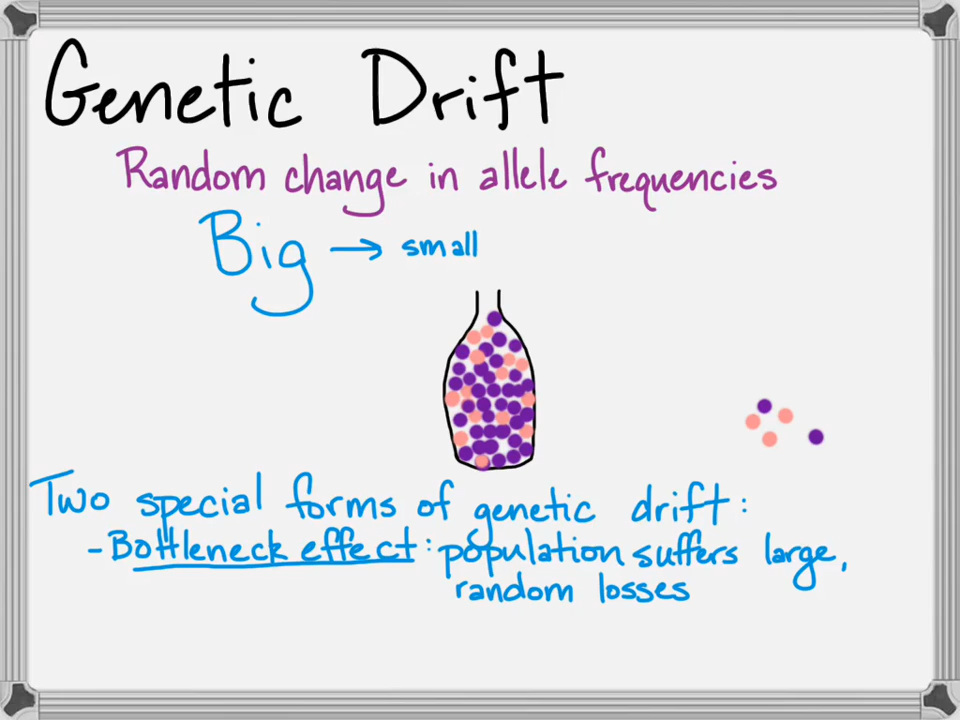 Genetic Drift
Random change in allele frequencies
Big → small
Two special forms of genetic drift:
- Bottleneck effect: population suffers large,
random losses